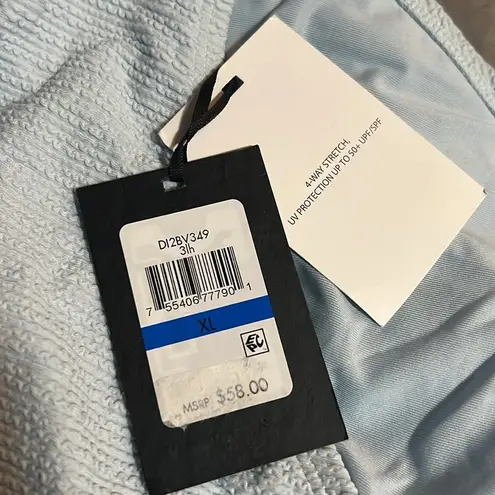 4-WAY STRETCH,
UV PROTECTION UP TO 50+ UPF/SPF
DI2BV349
3lh
7 55406 77790 1
XL
MSRP $58.00